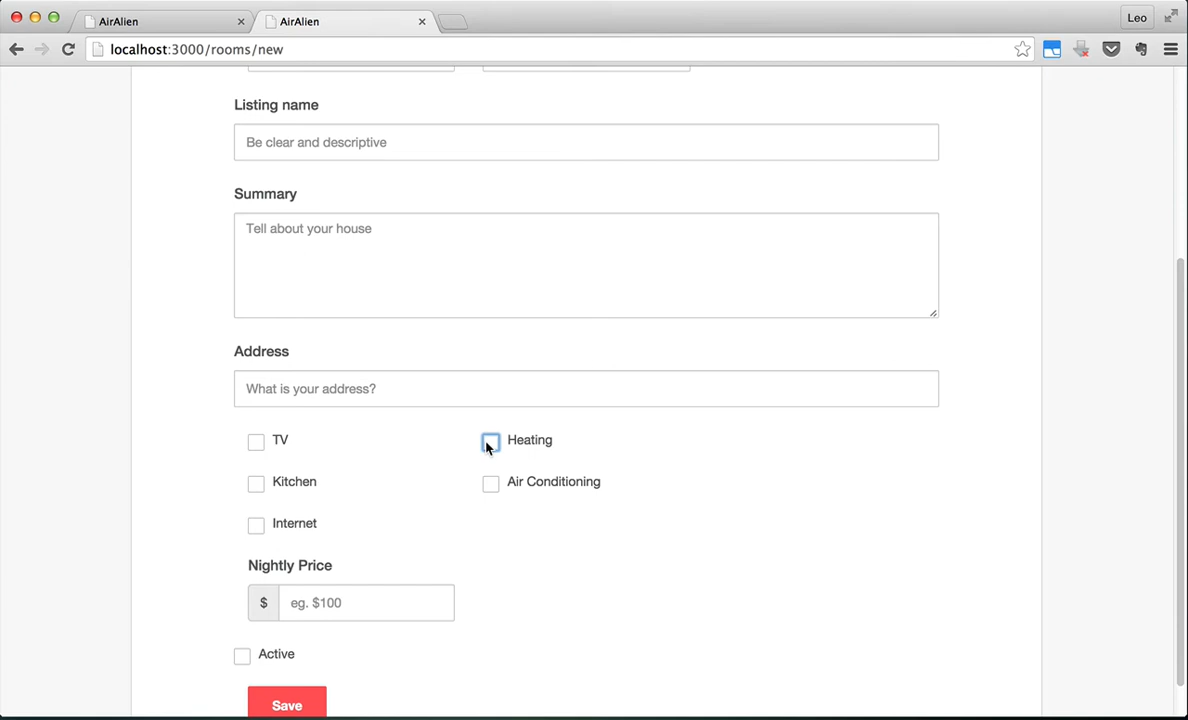 AirAlien
AirAlien
Leo
localhost:3000/rooms/new
Listing name
Be clear and descriptive
Summary
Tell about your house
Address
What is your address?
TV
Heating
Kitchen
Air Conditioning
Internet
Nightly Price
$ eg. $100
Active
Save